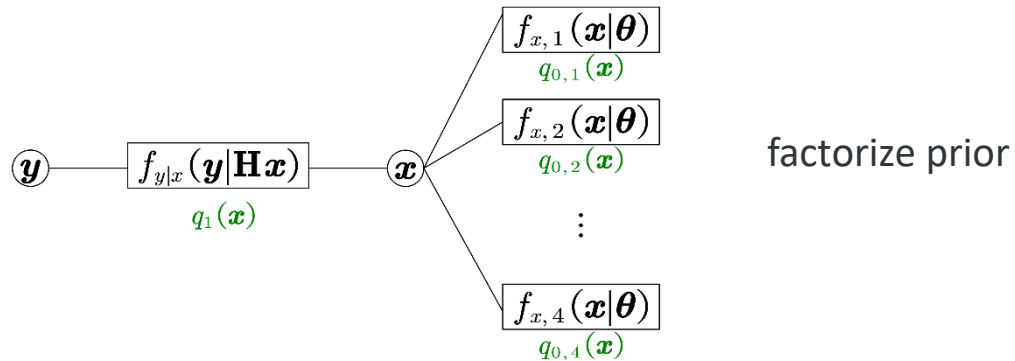 f_{x,1}(x|θ)
q_{0,1}(x)
f_{x,2}(x|θ)
q_{0,2}(x)
y
f_{y|x}(y|Hx)
x
q_1(x)
factorize prior
⋮
f_{x,4}(x|θ)
q_{0,4}(x)